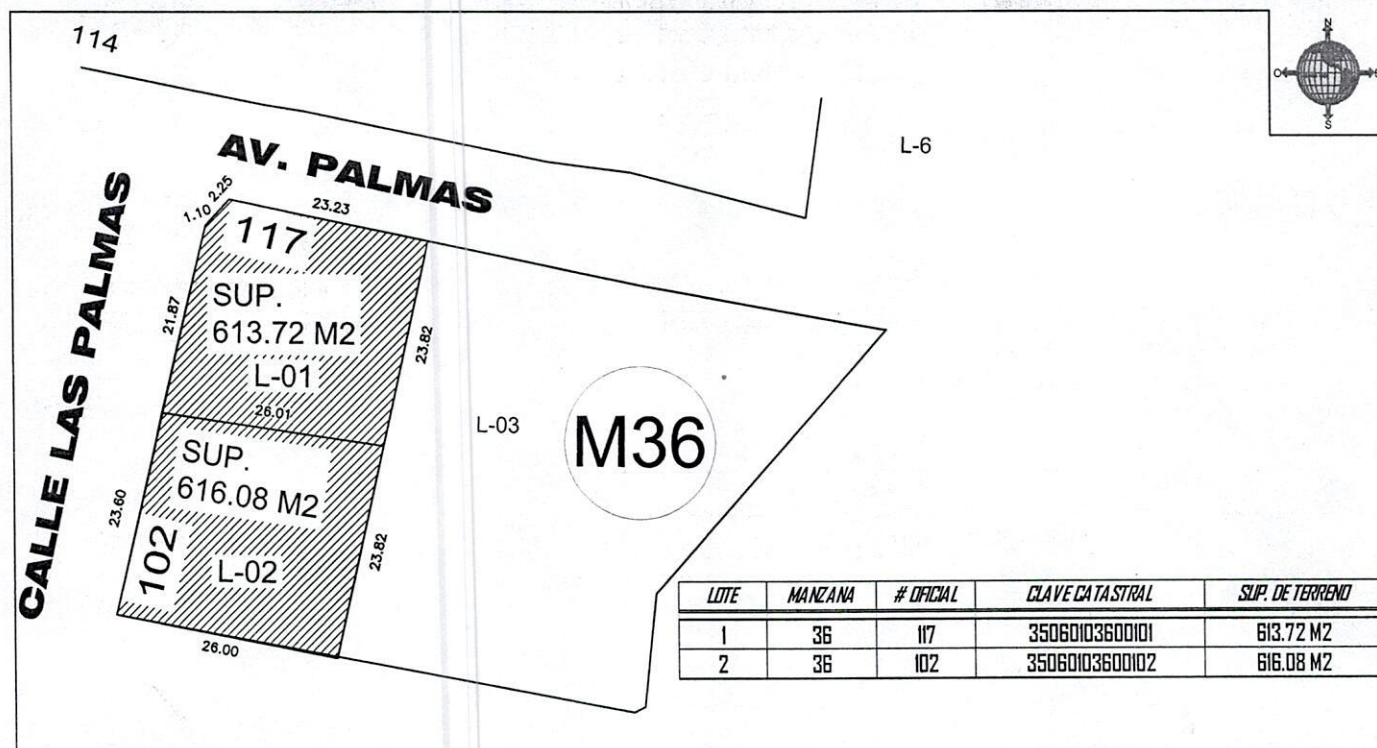 114
N
O
E
S
AV. PALMAS
L-6
CALLE LAS PALMAS
1.10 2.25
23.23
117
SUP.
613.72 M2
L-01
21.87
23.82
26.01
L-03
M36
SUP.
616.08 M2
23.60
102
L-02
23.82
26.00
LOTE MANZANA # OFICIAL CLAVE CATASTRAL SUP. DE TERRENO
1 36 117 35060103600101 613.72 M2
2 36 102 35060103600102 616.08 M2